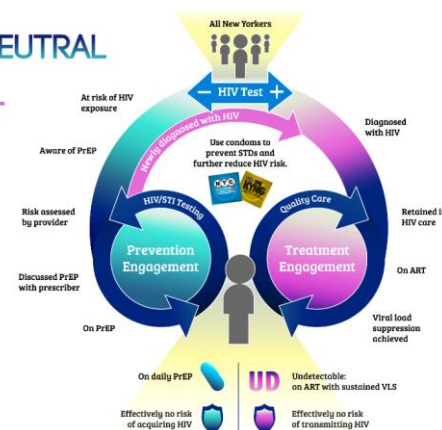 EUTRAL
All New Yorkers
− HIV Test +
At risk of HIV
exposure
Newly diagnosed with HIV
Diagnosed
with HIV
Aware of PrEP
Use condoms to
prevent STDs and
further reduce HIV risk.
NYC
KYNG
Risk assessed
by provider
HIV/STI Testing
Quality Care
Retained i
HIV care
Prevention
Engagement
Treatment
Engagement
Discussed PrEP
with prescriber
On ART
On PrEP
Viral load
suppression
achieved
On daily PrEP
UD
Undetectable:
on ART with sustained VLS
Effectively no risk
of acquiring HIV
Effectively no risk
of transmitting HIV